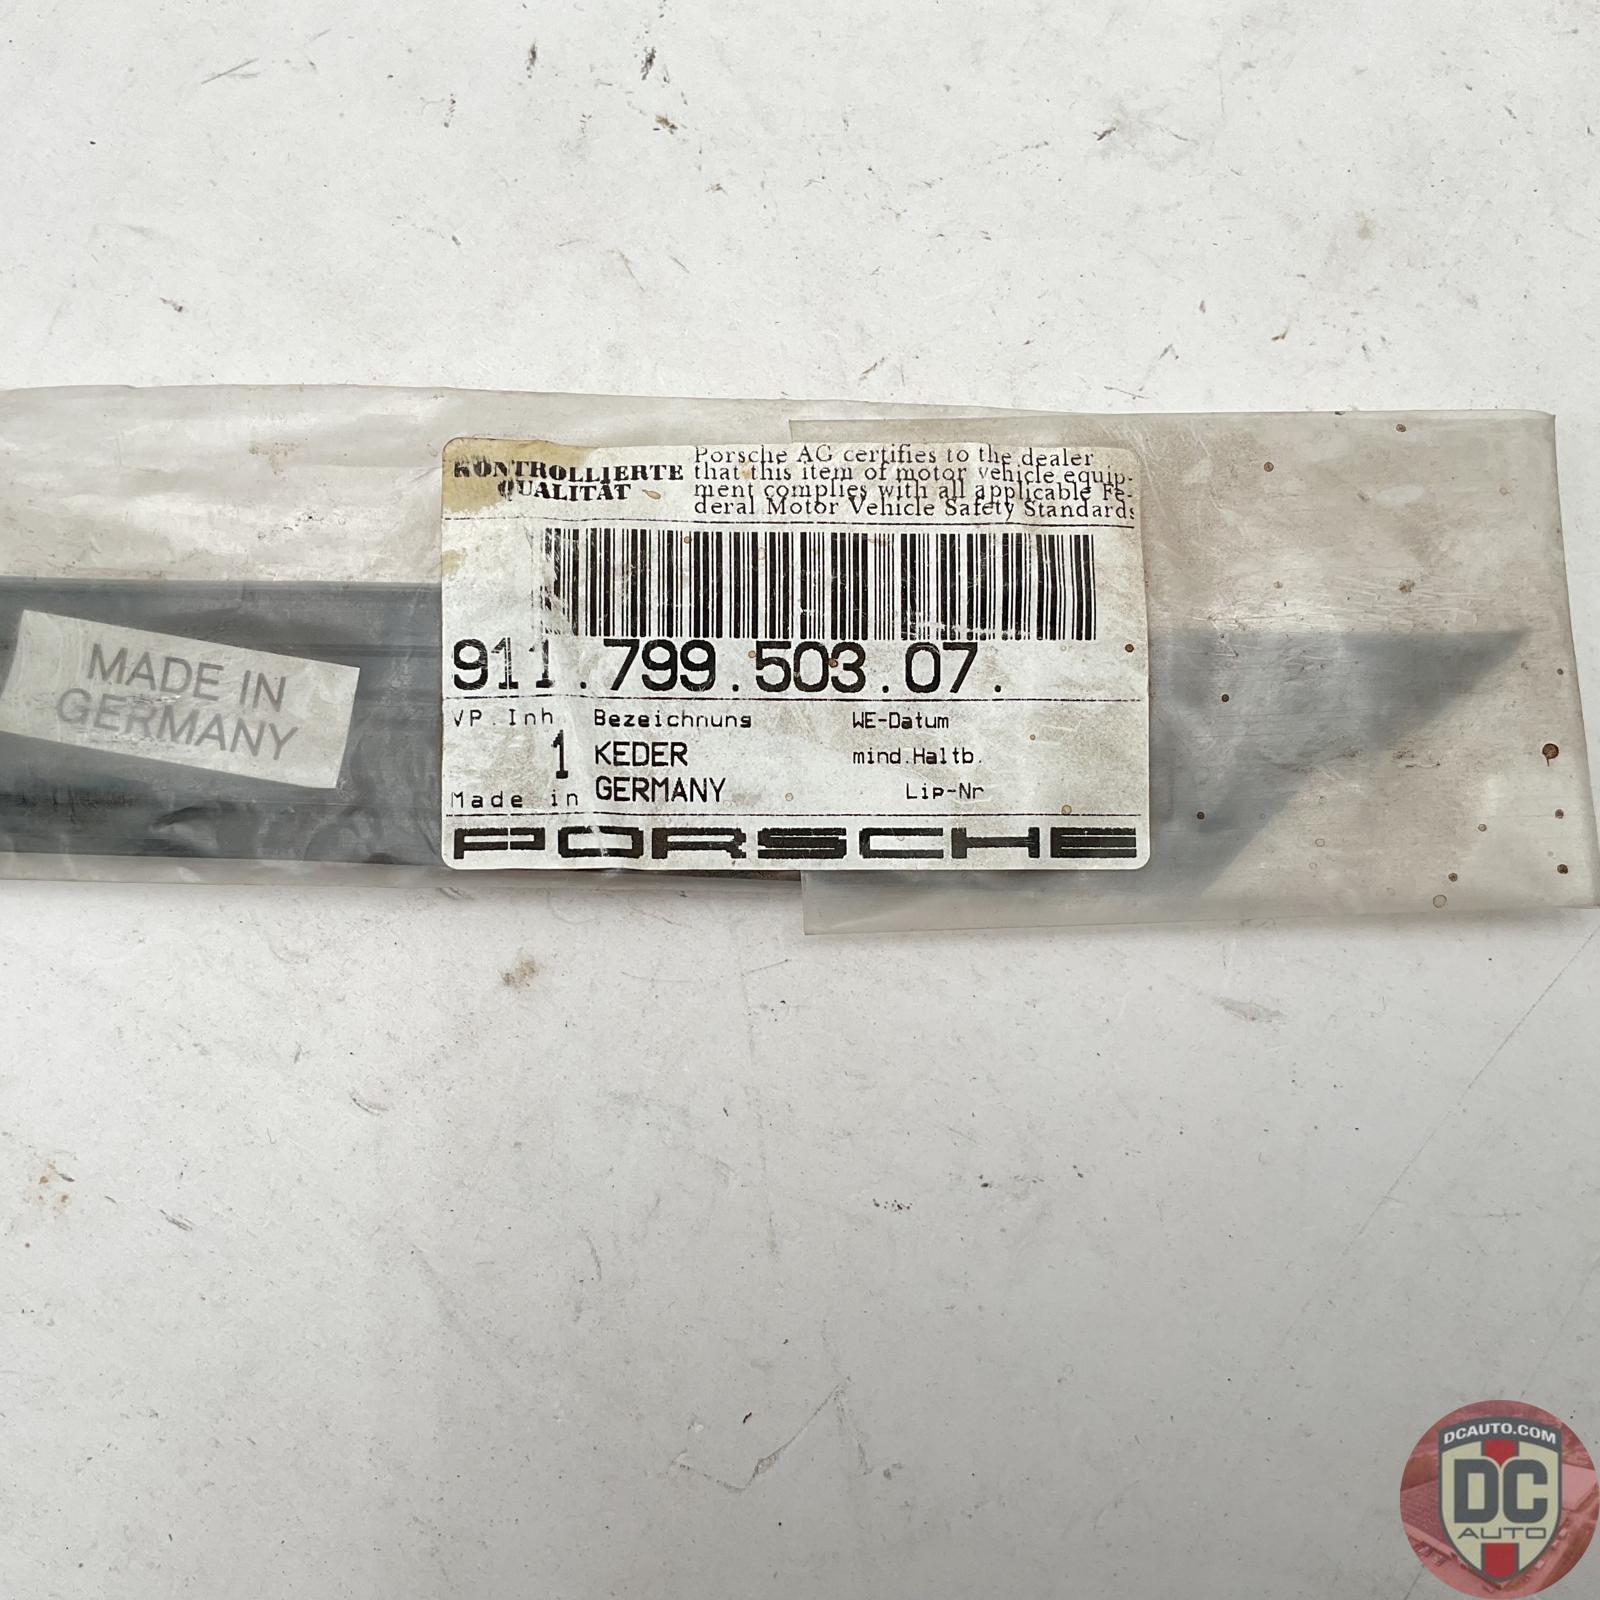 KONTROLLIERTE
QUALITÄT
Porsche AG certifies to the dealer
that this item of motor vehicle equip-
ment complies with all applicable Fe-
deral Motor Vehicle Safety Standards
911.799.503.07.
VP.Inh Bezeichnung WE-Datum
1 KEDER mind.Haltb.
Made in GERMANY Lip-Nr
PORSCHE
MADE IN
GERMANY
DCAUTO.COM
DC
AUTO